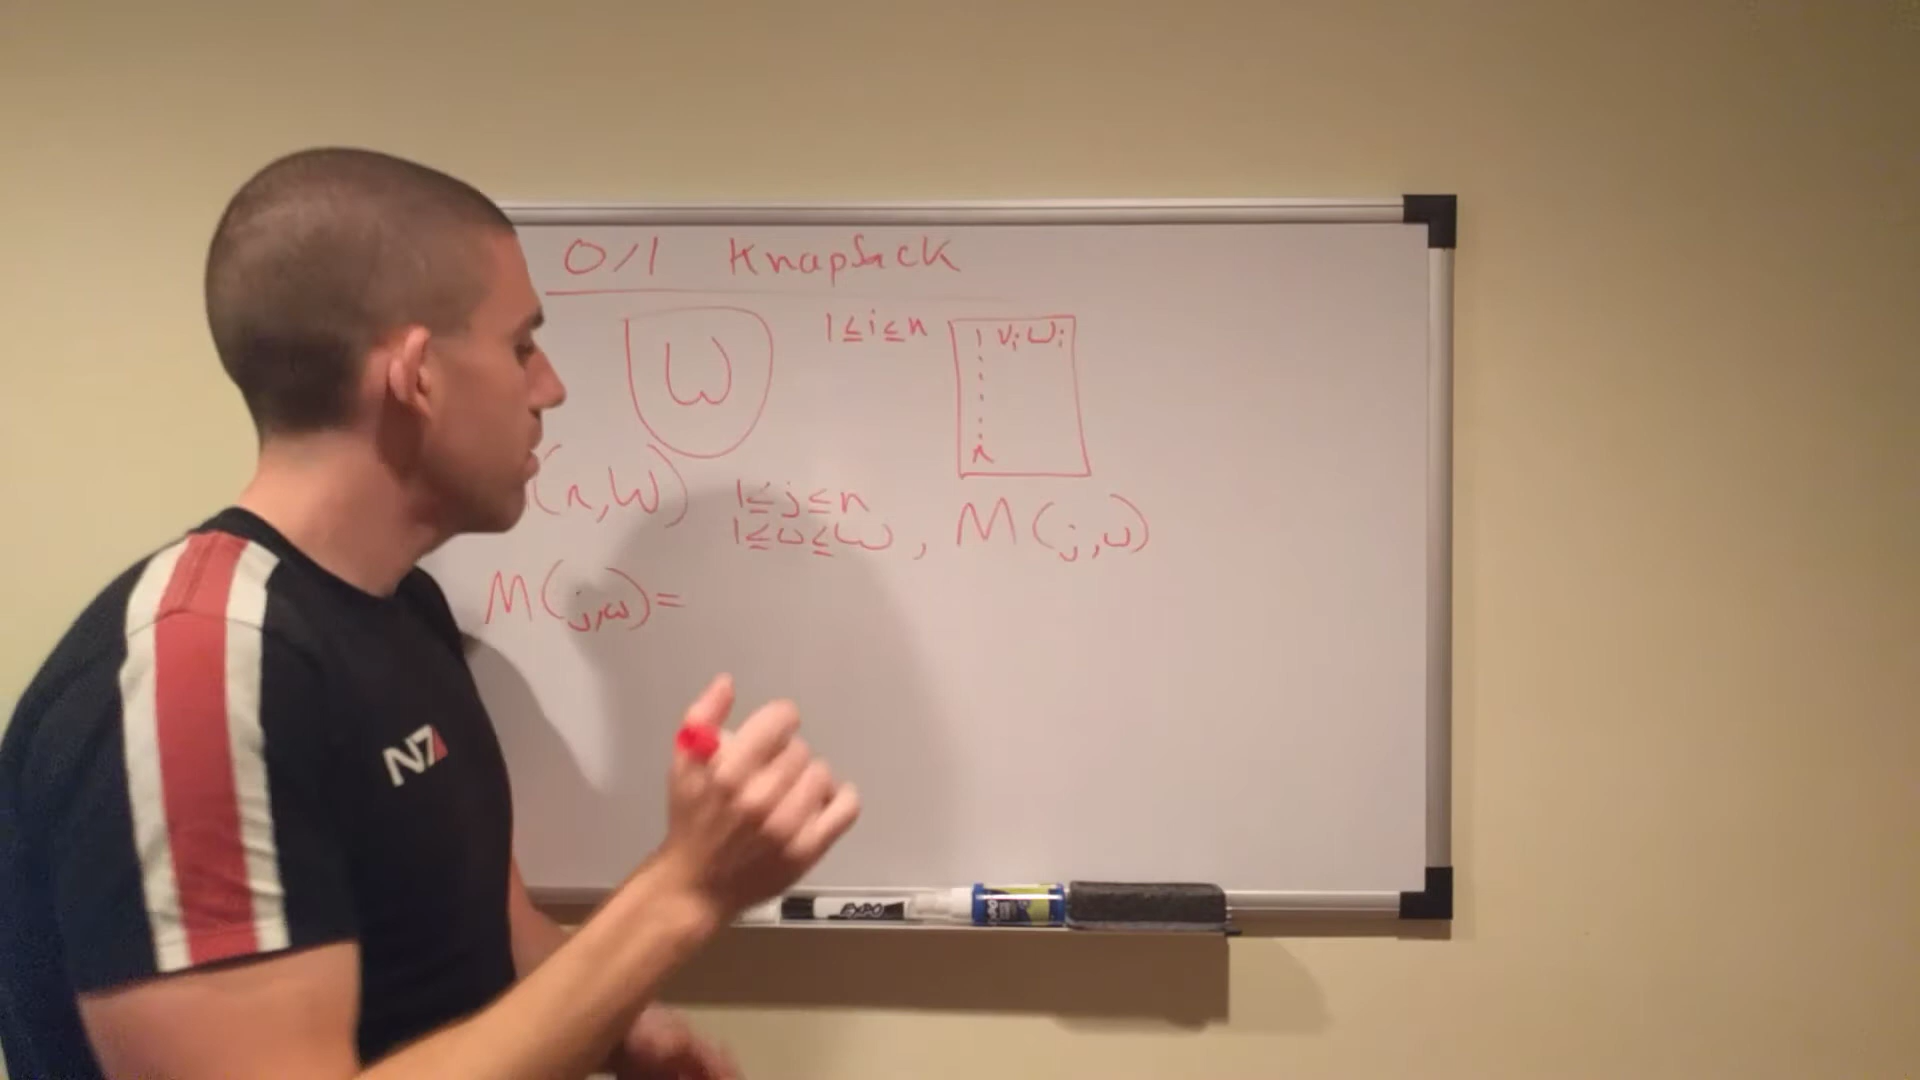 0/1 Knapsack
W
1≤i≤n
1 vᵢ wᵢ
n
(n,W)
1≤j≤n
1≤w≤W, M(j,w)
M(j,w)=
N7
EXPO